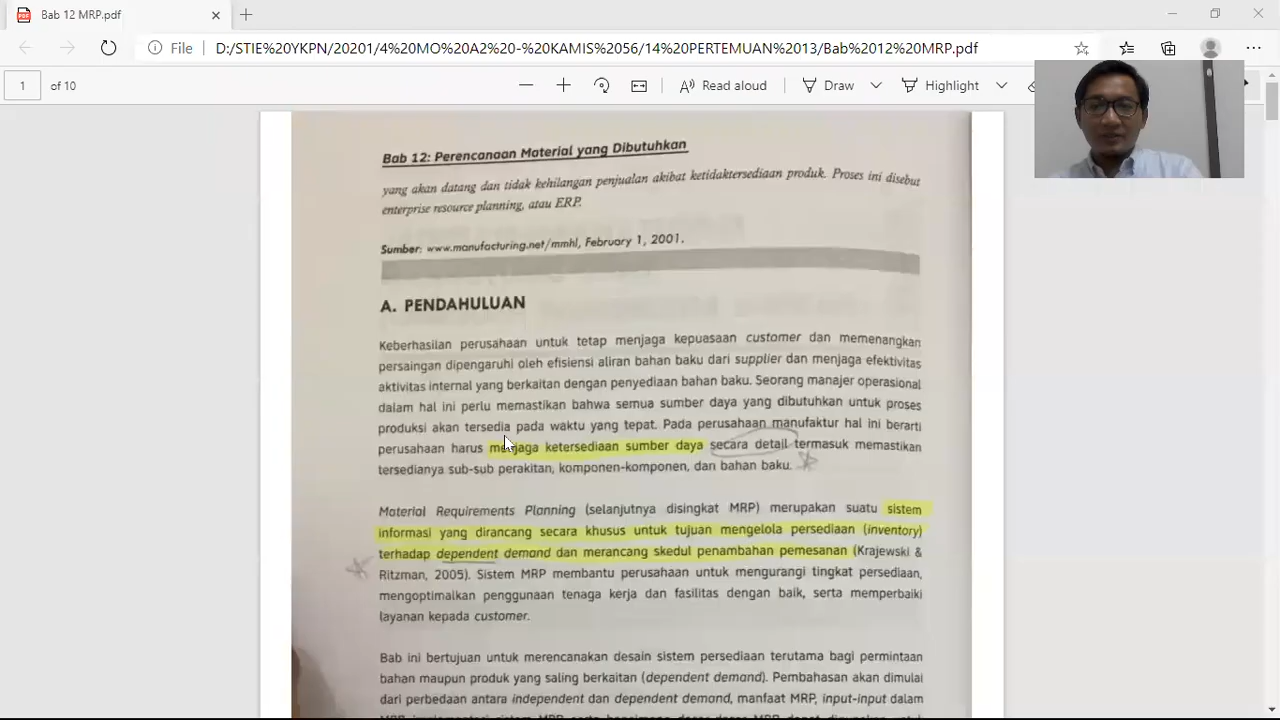 Bab 12 MRP.pdf
File
D:/STIE%20YKPN/20201/4%20MO%20A2%20-%20KAMIS%2056/14%20PERTEMUAN%2013/Bab%2012%20MRP.pdf
1 of 10
Read aloud
Draw
Highlight
Bab 12: Perencanaan Material yang Dibutuhkan
yang akan datang dan tidak kehilangan penjualan akibat ketidaktersediaan produk. Proses ini disebut
enterprise resource planning, atau ERP.
Sumber: www.manufacturing.net/mmhl, February 1, 2001.
A. PENDAHULUAN
Keberhasilan perusahaan untuk tetap menjaga kepuasaan customer dan memenangkan
persaingan dipengaruhi oleh efisiensi aliran bahan baku dari supplier dan menjaga efektivitas
aktivitas internal yang berkaitan dengan penyediaan bahan baku. Seorang manajer operasional
dalam hal ini perlu memastikan bahwa semua sumber daya yang dibutuhkan untuk proses
produksi akan tersedia pada waktu yang tepat. Pada perusahaan manufaktur hal ini berarti
perusahaan harus menjaga ketersediaan sumber daya secara detail termasuk memastikan
tersedianya sub-sub perakitan, komponen-komponen, dan bahan baku.
Material Requirements Planning (selanjutnya disingkat MRP) merupakan suatu sistem
informasi yang dirancang secara khusus untuk tujuan mengelola persediaan (inventory)
terhadap dependent demand dan merancang skedul penambahan pemesanan (Krajewski &
Ritzman, 2005). Sistem MRP membantu perusahaan untuk mengurangi tingkat persediaan,
mengoptimalkan penggunaan tenaga kerja dan fasilitas dengan baik, serta memperbaiki
layanan kepada customer.
Bab ini bertujuan untuk merencanakan desain sistem persediaan terutama bagi permintaan
bahan maupun produk yang saling berkaitan (dependent demand). Pembahasan akan dimulai
dari perbedaan antara independent dan dependent demand, manfaat MRP, input-input dalam